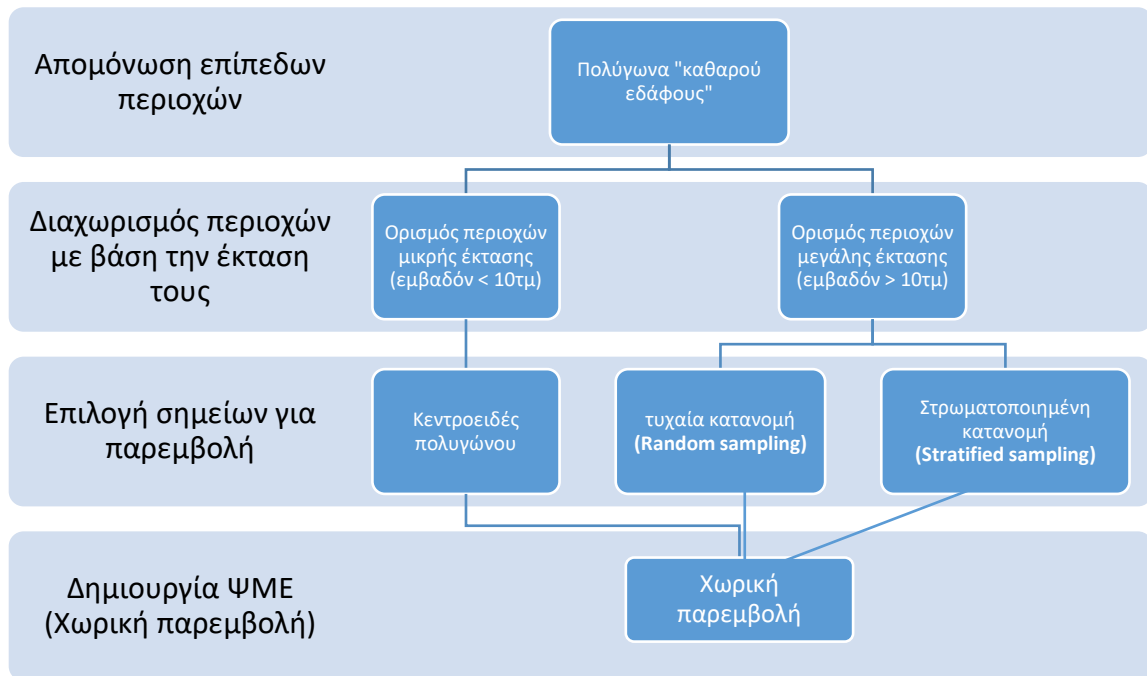 Απομόνωση επίπεδων
περιοχών
Πολύγωνα "καθαρού
εδάφους"
Διαχωρισμός περιοχών
με βάση την έκταση
τους
Ορισμός περιοχών
μικρής έκτασης
(εμβαδόν < 10τμ)
Ορισμός περιοχών
μεγάλης έκτασης
(εμβαδόν > 10τμ)
Επιλογή σημείων για
παρεμβολή
Κεντροειδές
πολυγώνου
τυχαία κατανομή
(Random sampling)
Στρωματοποιημένη
κατανομή
(Stratified sampling)
Δημιουργία ΨΜΕ
(Χωρική παρεμβολή)
Χωρική
παρεμβολή